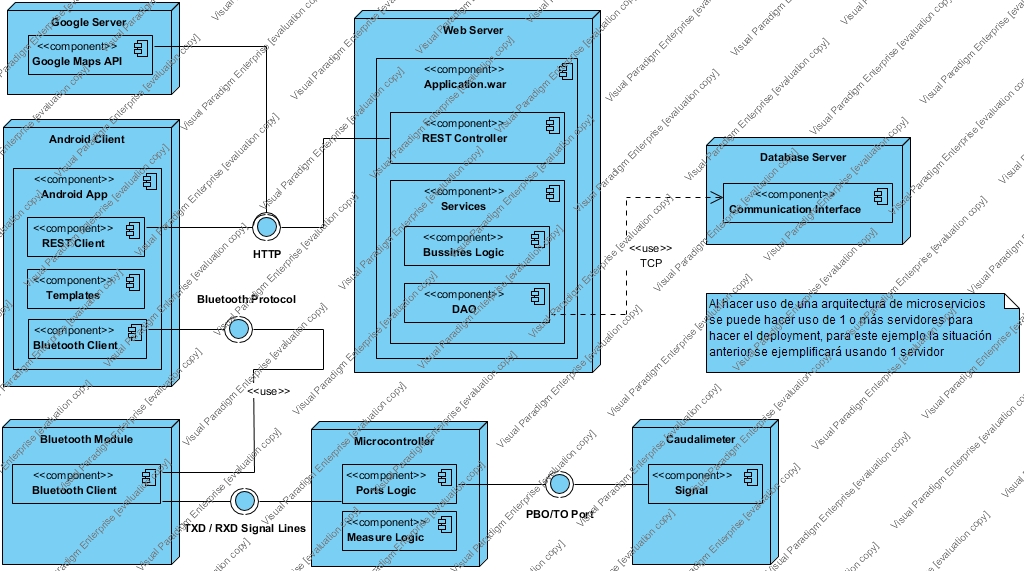 Google Server
<<component>>
Google Maps API
Android Client
<<component>>
Android App
<<component>>
REST Client
<<component>>
Templates
<<component>>
Bluetooth Client
HTTP
Bluetooth Protocol
<<use>>
Web Server
<<component>>
Application.war
<<component>>
REST Controller
<<component>>
Services
<<component>>
Bussines Logic
<<component>>
DAO
<<use>>
TCP
Database Server
<<component>>
Communication Interface
Al hacer uso de una arquitectura de microservicios
se puede hacer uso de 1 o más servidores para
hacer el deployment, para este ejemplo la situación
anterior se ejemplificará usando 1 servidor
Bluetooth Module
<<component>>
Bluetooth Client
TXD / RXD Signal Lines
Microcontroller
<<component>>
Ports Logic
<<component>>
Measure Logic
PBO/TO Port
Caudalimeter
<<component>>
Signal
Visual Paradigm Enterprise [evaluation copy]